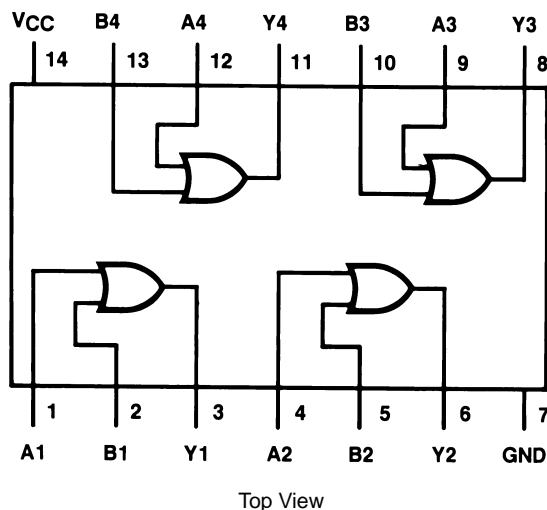 VCC B4 A4 Y4 B3 A3 Y3
14 13 12 11 10 9 8
1 2 3 4 5 6 7
A1 B1 Y1 A2 B2 Y2 GND
Top View